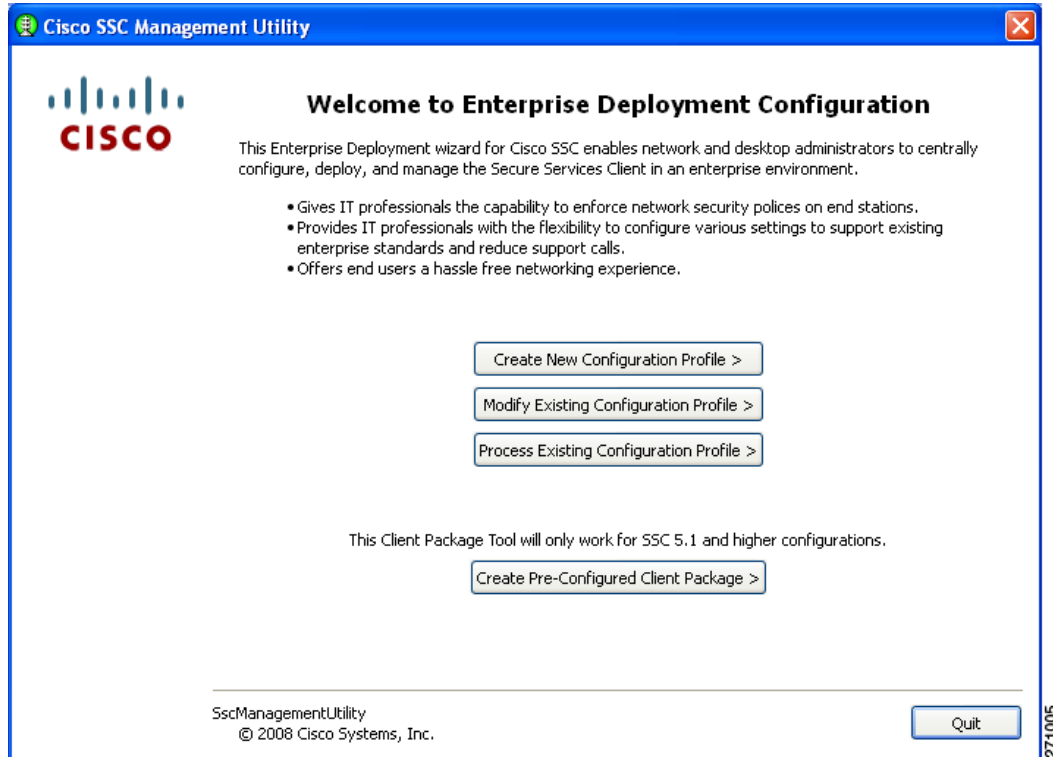 Cisco SSC Management Utility
CISCO
Welcome to Enterprise Deployment Configuration
This Enterprise Deployment wizard for Cisco SSC enables network and desktop administrators to centrally
configure, deploy, and manage the Secure Services Client in an enterprise environment.
• Gives IT professionals the capability to enforce network security polices on end stations.
• Provides IT professionals with the flexibility to configure various settings to support existing
enterprise standards and reduce support calls.
• Offers end users a hassle free networking experience.
Create New Configuration Profile >
Modify Existing Configuration Profile >
Process Existing Configuration Profile >
This Client Package Tool will only work for SSC 5.1 and higher configurations.
Create Pre-Configured Client Package >
SscManagementUtility
© 2008 Cisco Systems, Inc.
Quit
271005